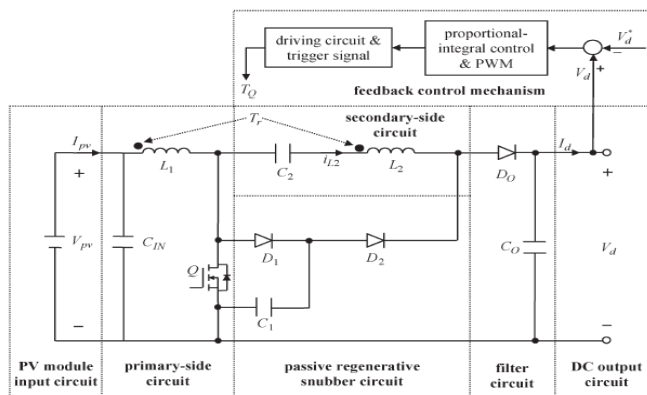 driving circuit &
trigger signal
proportional-
integral control
& PWM
V*d
−
+
Vd
TQ
feedback control mechanism
Tr
secondary-side
circuit
Ipv
L1
C2
iL2
L2
DO
Id
+
+
Vpv
CIN
Q
D1
D2
C1
CO
Vd
−
−
PV module
input circuit
primary-side
circuit
passive regenerative
snubber circuit
filter
circuit
DC output
circuit